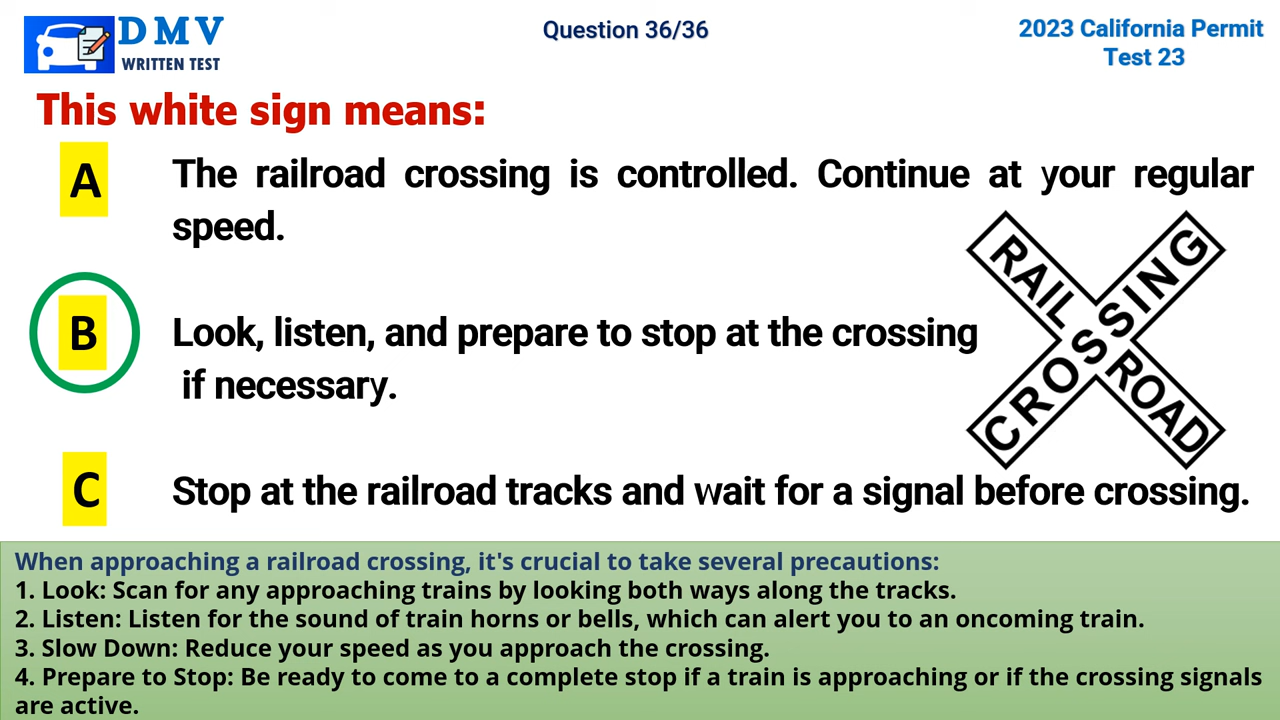 DMV
WRITTEN TEST
Question 36/36
2023 California Permit
Test 23
This white sign means:
A
The railroad crossing is controlled. Continue at your regular
speed.
B
Look, listen, and prepare to stop at the crossing
if necessary.
RAIL ROAD
CROSSING
C
Stop at the railroad tracks and wait for a signal before crossing.
When approaching a railroad crossing, it's crucial to take several precautions:
1. Look: Scan for any approaching trains by looking both ways along the tracks.
2. Listen: Listen for the sound of train horns or bells, which can alert you to an oncoming train.
3. Slow Down: Reduce your speed as you approach the crossing.
4. Prepare to Stop: Be ready to come to a complete stop if a train is approaching or if the crossing signals
are active.